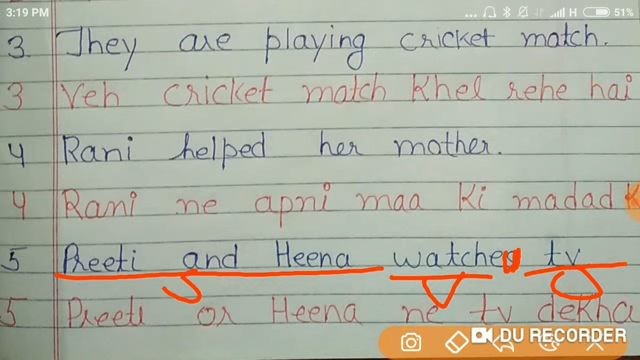 3:19 PM ... H 51%
3 They are playing cricket match.
3 Veh cricket match Khel rehe hai
4 Rani helped her mother.
4 Rani ne apni maa Ki madad K
5 Preeti and Heena watched tv
S V O
5 Preeti or Heena ne tv dekha
DU RECORDER